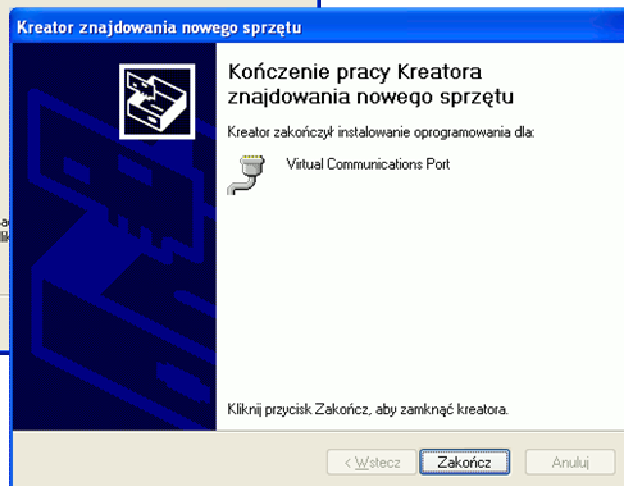 Kreator znajdowania nowego sprzętu
Kończenie pracy Kreatora
znajdowania nowego sprzętu
Kreator zakończył instalowanie oprogramowania dla:
Virtual Communications Port
Kliknij przycisk Zakończ, aby zamknąć kreatora.
< Wstecz
Zakończ
Anuluj